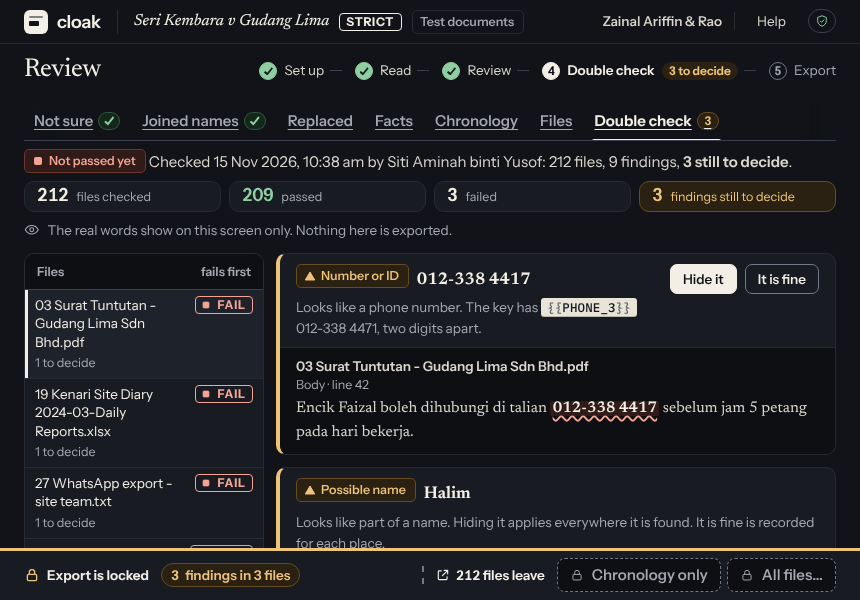 cloak Seri Kembara v Gudang Lima STRICT Test documents Zainal Ariffin & Rao Help
Review Set up Read Review 4 Double check 3 to decide 5 Export
Not sure Joined names Replaced Facts Chronology Files Double check 3
Not passed yet Checked 15 Nov 2026, 10:38 am by Siti Aminah binti Yusof: 212 files, 9 findings, 3 still to decide.
212 files checked 209 passed 3 failed 3 findings still to decide
The real words show on this screen only. Nothing here is exported.
Files fails first
03 Surat Tuntutan -
Gudang Lima Sdn
Bhd.pdf
FAIL
1 to decide
19 Kenari Site Diary
2024-03-Daily
Reports.xlsx
FAIL
1 to decide
27 WhatsApp export -
site team.txt
FAIL
1 to decide
Number or ID 012-338 4417 Hide it It is fine
Looks like a phone number. The key has {{PHONE_3}}
012-338 4471, two digits apart.
03 Surat Tuntutan - Gudang Lima Sdn Bhd.pdf
Body · line 42
Encik Faizal boleh dihubungi di talian 012-338 4417 sebelum jam 5 petang
pada hari bekerja.
Possible name Halim
Looks like part of a name. Hiding it applies everywhere it is found. It is fine is recorded
for each place.
Export is locked 3 findings in 3 files 212 files leave Chronology only All files...